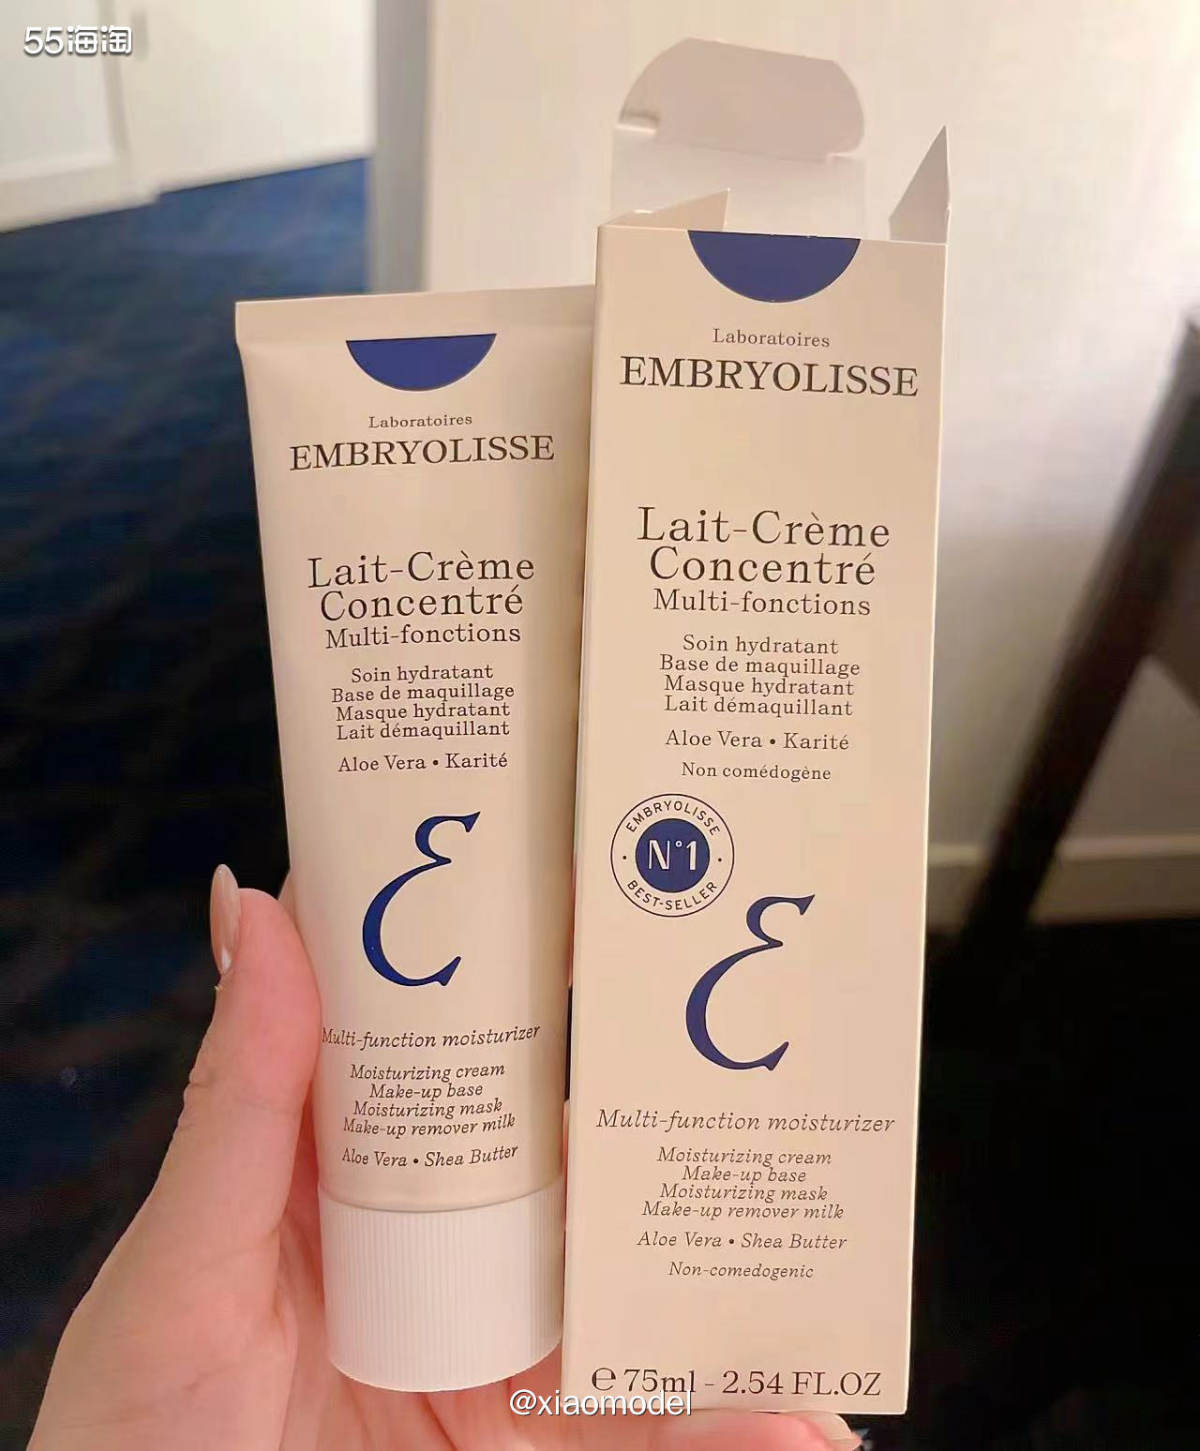 55海淘
Laboratoires
EMBRYOLISSE
Lait-Crème
Concentré
Multi-fonctions
Soin hydratant
Base de maquillage
Masque hydratant
Lait démaquillant
Aloe Vera • Karité
Ɛ
Multi-function moisturizer
Moisturizing cream
Make-up base
Moisturizing mask
Make-up remover milk
Aloe Vera • Shea Butter
Laboratoires
EMBRYOLISSE
Lait-Crème
Concentré
Multi-fonctions
Soin hydratant
Base de maquillage
Masque hydratant
Lait démaquillant
Aloe Vera • Karité
Non comédogène
EMBRYOLISSE
N°1
BEST-SELLER
Ɛ
Multi-function moisturizer
Moisturizing cream
Make-up base
Moisturizing mask
Make-up remover milk
Aloe Vera • Shea Butter
Non-comedogenic
℮ 75ml - 2.54 FL.OZ
@xiaomodel